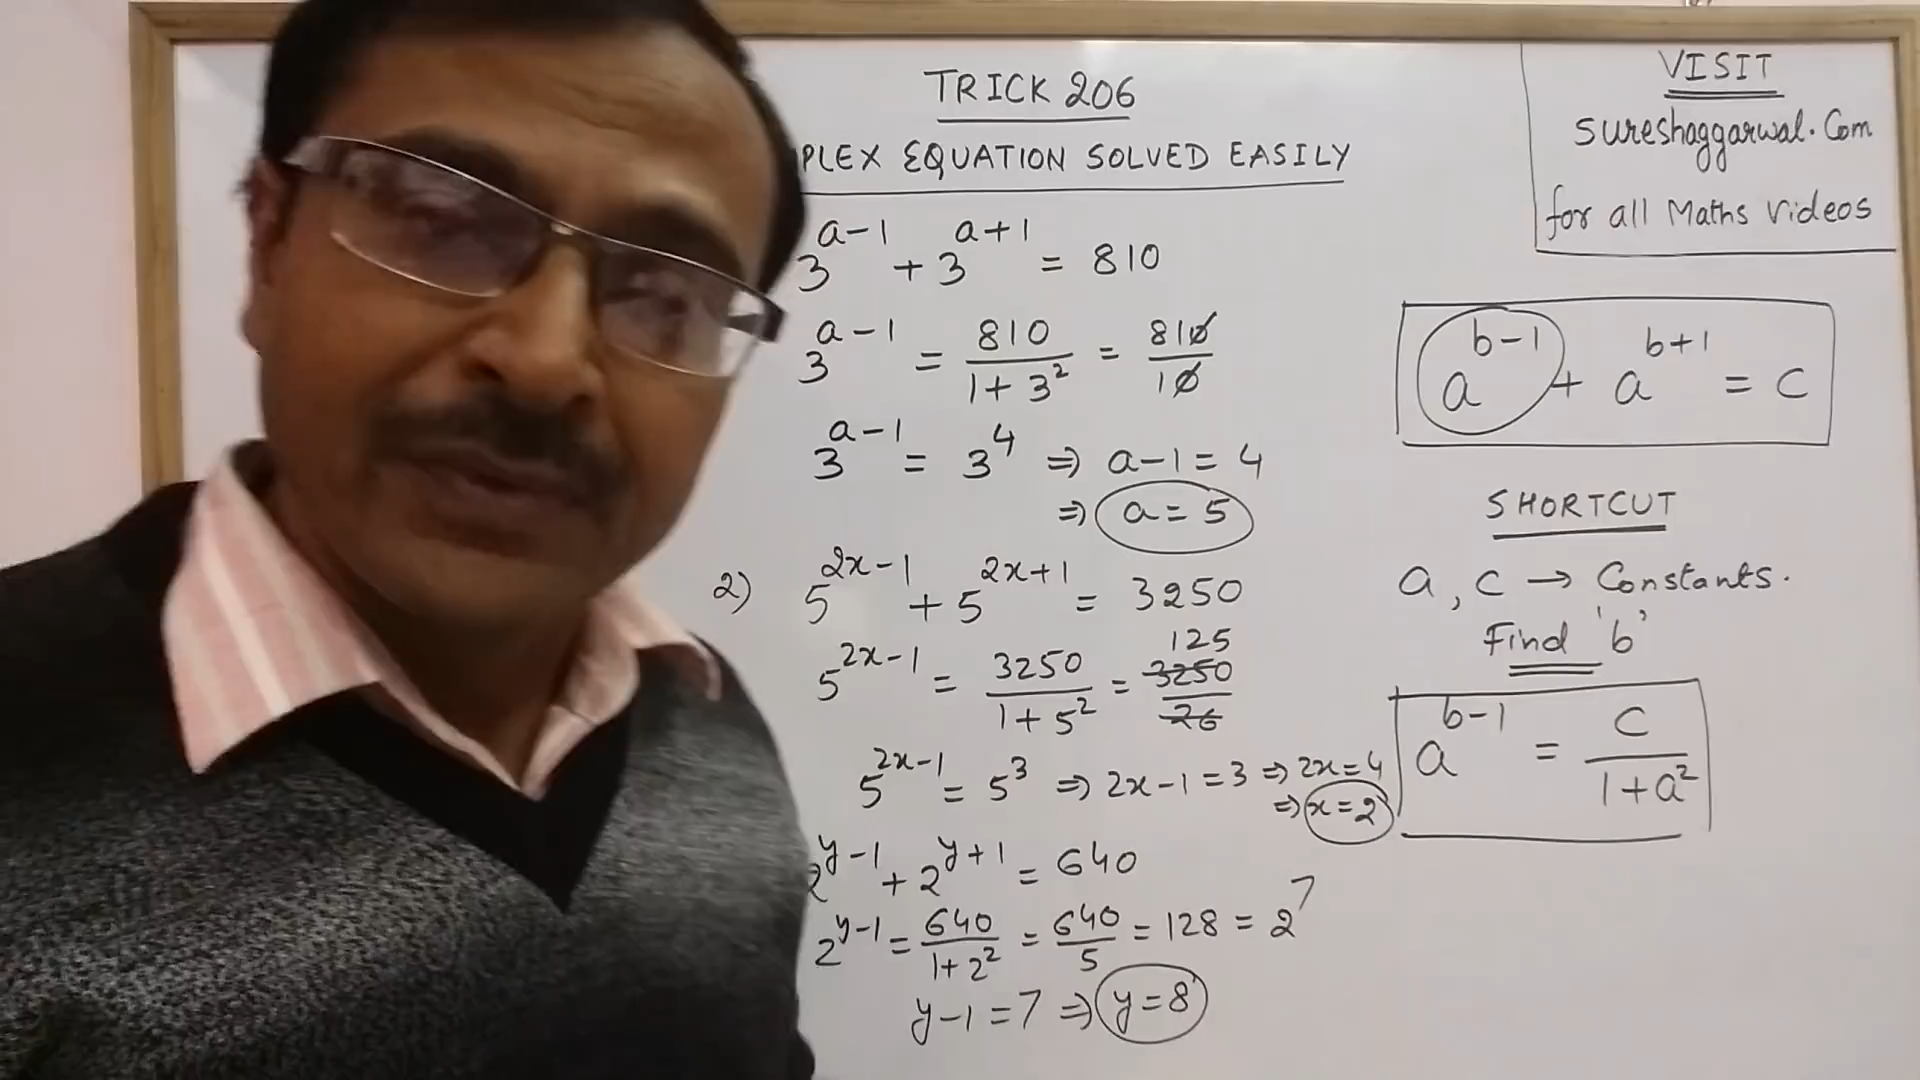 TRICK 206
PLEX EQUATION SOLVED EASILY
3^(a-1) + 3^(a+1) = 810
3^(a-1) = 810/(1+3^2) = 810/10
3^(a-1) = 3^4 ⇒ a-1 = 4
⇒ a = 5
2) 5^(2x-1) + 5^(2x+1) = 3250
125
5^(2x-1) = 3250/(1+5^2) = 3250/26
5^(2x-1) = 5^3 ⇒ 2x-1 = 3 ⇒ 2x = 4
⇒ x = 2
2^(y-1) + 2^(y+1) = 640
2^(y-1) = 640/(1+2^2) = 640/5 = 128 = 2^7
y-1 = 7 ⇒ y = 8
VISIT
sureshaggarwal.Com
for all Maths videos
a^(b-1) + a^(b+1) = c
SHORTCUT
a, c → Constants.
Find 'b'
a^(b-1) = c/(1+a^2)